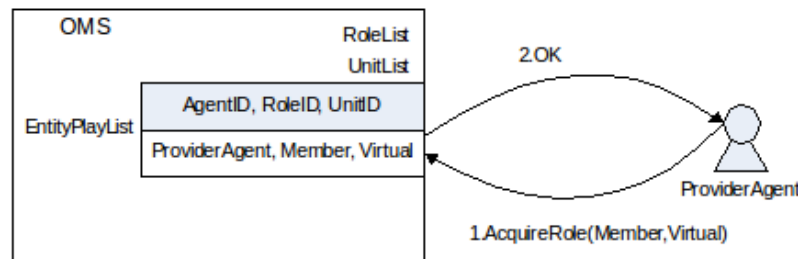 OMS
RoleList
UnitList
2.OK
AgentID, RoleID, UnitID
EntityPlayList
ProviderAgent, Member, Virtual
ProviderAgent
1.AcquireRole(Member,Virtual)